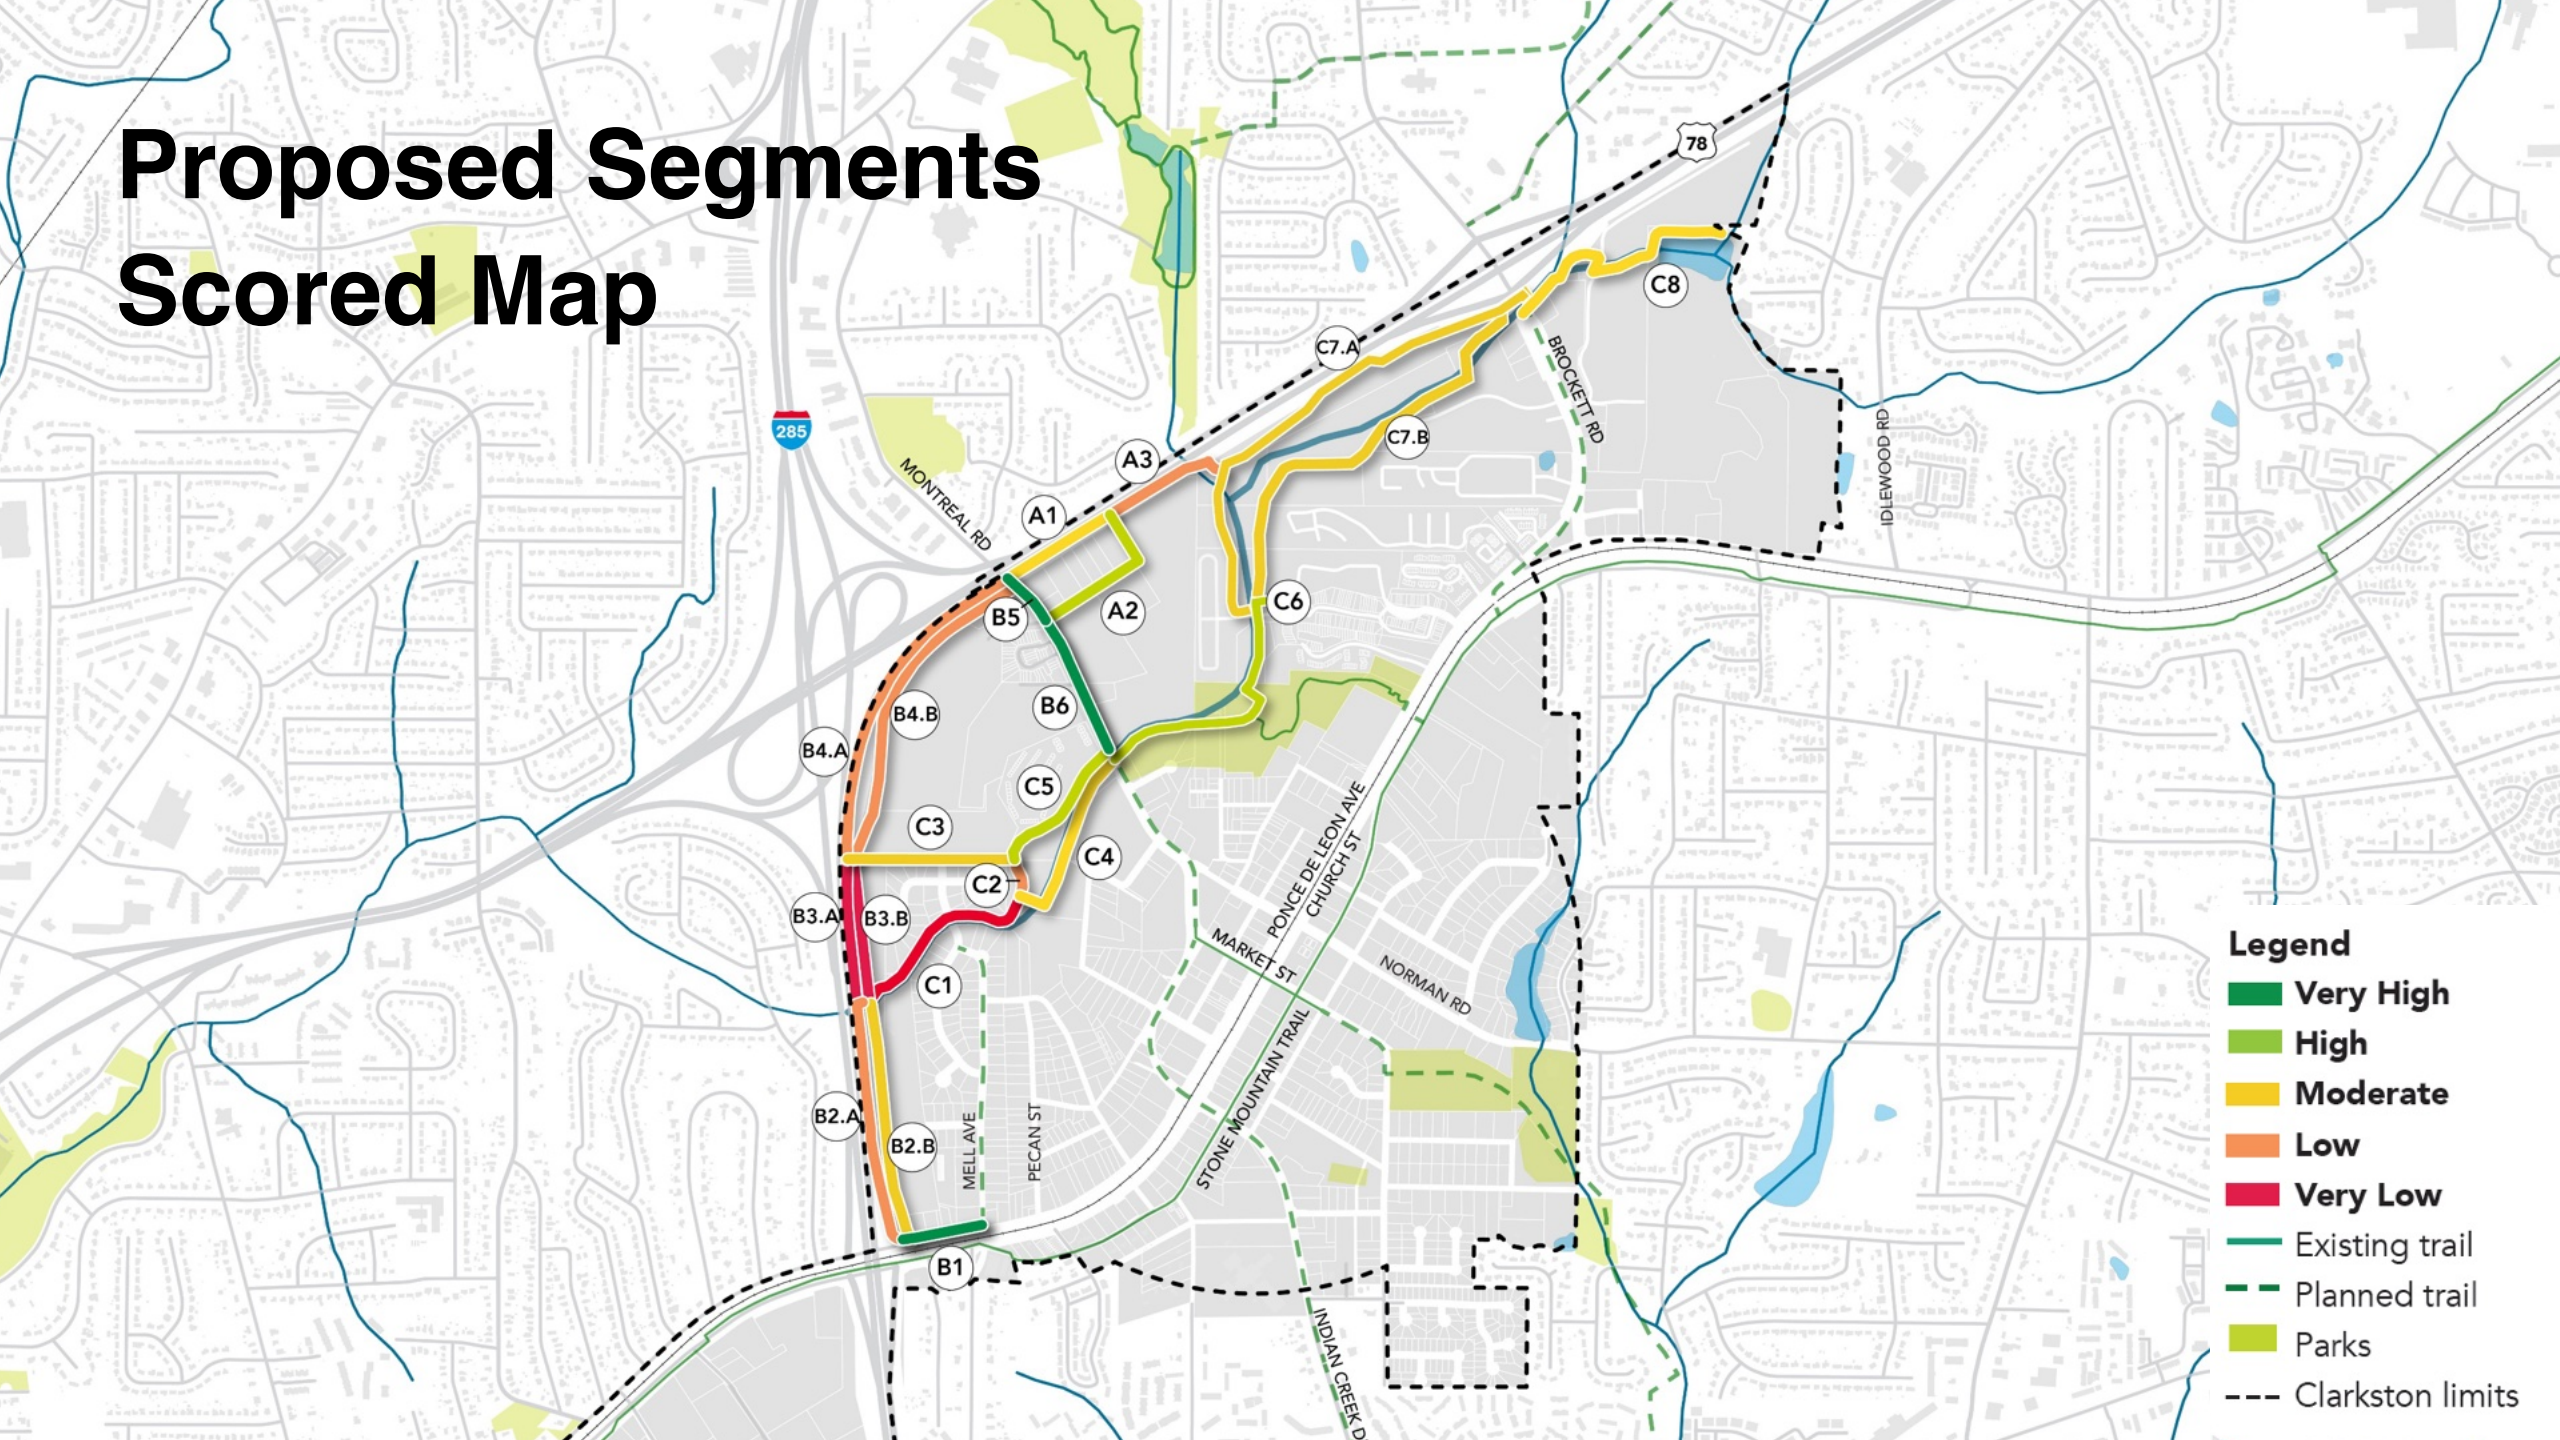 Proposed Segments
Scored Map
78
C8
C7.A
BROCKETT RD
285
IDLEWOOD RD
C7.B
A3
MONTREAL RD
A1
C6
B5
A2
B6
B4.B
B4.A
C5
C3
PONCE DE LEON AVE
CHURCH ST
C4
C2
B3.A
B3.B
MARKET ST
NORMAN RD
C1
STONE MOUNTAIN TRAIL
B2.A
B2.B
MELL AVE
PECAN ST
B1
INDIAN CREEK D
Legend
Very High
High
Moderate
Low
Very Low
Existing trail
Planned trail
Parks
Clarkston limits